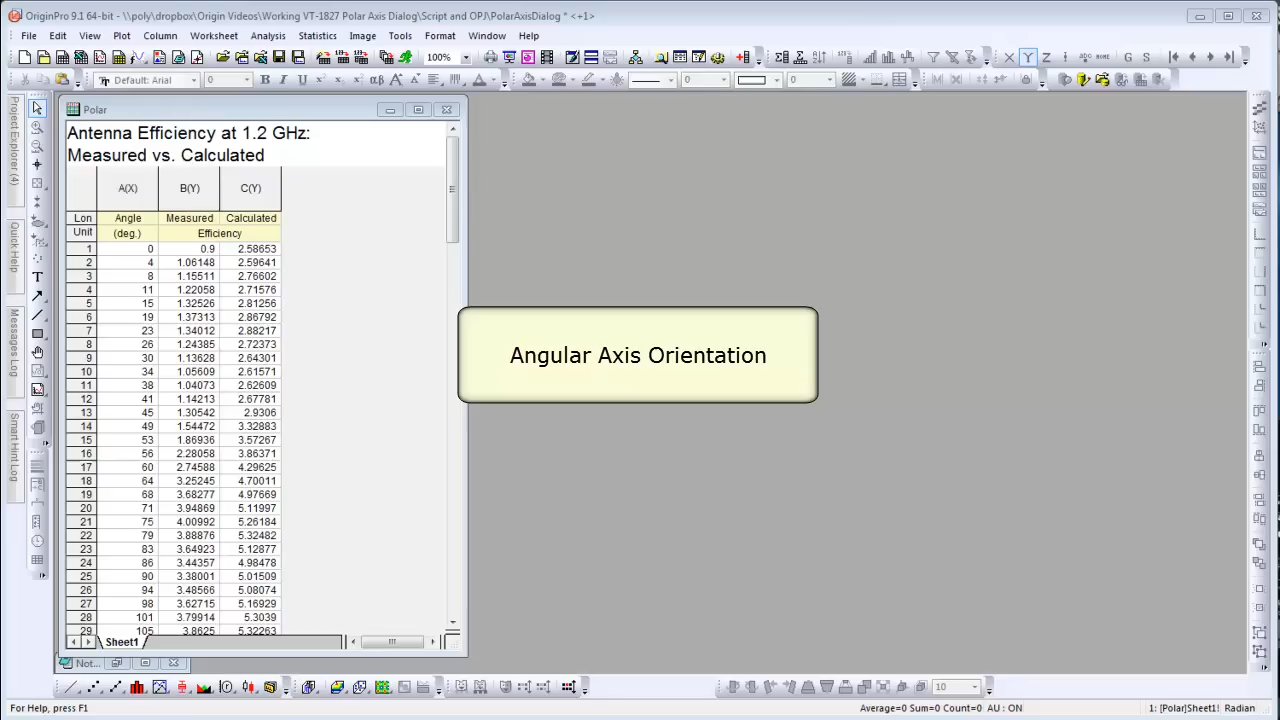 OriginPro 9.1 64-bit - \\poly\dropbox\Origin Videos\Working VT-1827 Polar Axis Dialog\Script and OPJ\PolarAxisDialog * <+1>
File Edit View Plot Column Worksheet Analysis Statistics Image Tools Format Window Help
100%
X Y Z
Default: Arial 0 B I U αβ A A A 0 0
Project Explorer (4)
Quick Help
Messages Log
Smart Hint Log
Polar
Antenna Efficiency at 1.2 GHz:
Measured vs. Calculated
A(X) B(Y) C(Y)
Lon Angle Measured Calculated
Unit (deg.) Efficiency
1 0 0.9 2.58653
2 4 1.06148 2.59641
3 8 1.15511 2.76602
4 11 1.22058 2.71576
5 15 1.32526 2.81256
6 19 1.37313 2.86792
7 23 1.34012 2.88217
8 26 1.24385 2.72373
9 30 1.13628 2.64301
10 34 1.05609 2.61571
11 38 1.04073 2.62609
12 41 1.14213 2.67781
13 45 1.30542 2.9306
14 49 1.54472 3.32883
15 53 1.86936 3.57267
16 56 2.28058 3.86371
17 60 2.74588 4.29625
18 64 3.25245 4.70011
19 68 3.68277 4.97669
20 71 3.94869 5.11997
21 75 4.00992 5.26184
22 79 3.88876 5.32482
23 83 3.64923 5.12877
24 86 3.44357 4.98478
25 90 3.38001 5.01509
26 94 3.48566 5.08074
27 98 3.62715 5.16929
28 101 3.79914 5.3039
29 105 3.8625 5.32263
Sheet1
Angular Axis Orientation
Not...
10
For Help, press F1 Average=0 Sum=0 Count=0 AU : ON 1: [Polar]Sheet1! Radian